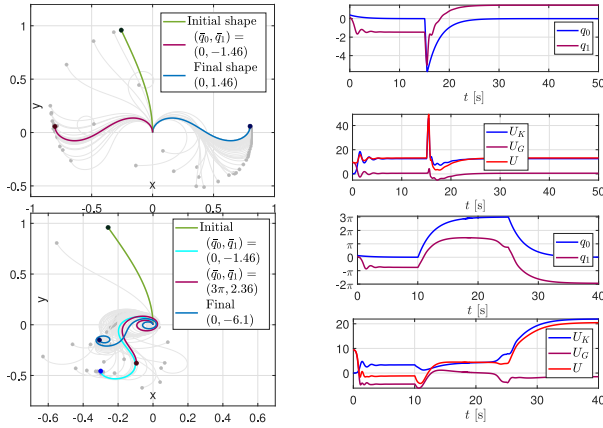 1
0.5
0
-0.5
y
-1
-0.5
0
0.5
1
x
Initial shape
(q̄₀, q̄₁) =
(0, −1.46)
Final shape
(0, 1.46)
0
-2
-4
0
10
20
30
40
50
t [s]
q₀
q₁
40
20
0
0
10
20
30
40
50
t [s]
U_K
U_G
U
1
0.5
0
-0.5
y
-0.6
-0.4
-0.2
0
0.2
0.4
0.6
x
Initial
(q̄₀, q̄₁) =
(0, −1.46)
(q̄₀, q̄₁) =
(3π, 2.36)
Final
(0, −6.1)
3π
2π
π
0
-π
-2π
0
10
20
30
40
t [s]
q₀
q₁
20
10
0
0
10
20
30
40
t [s]
U_K
U_G
U